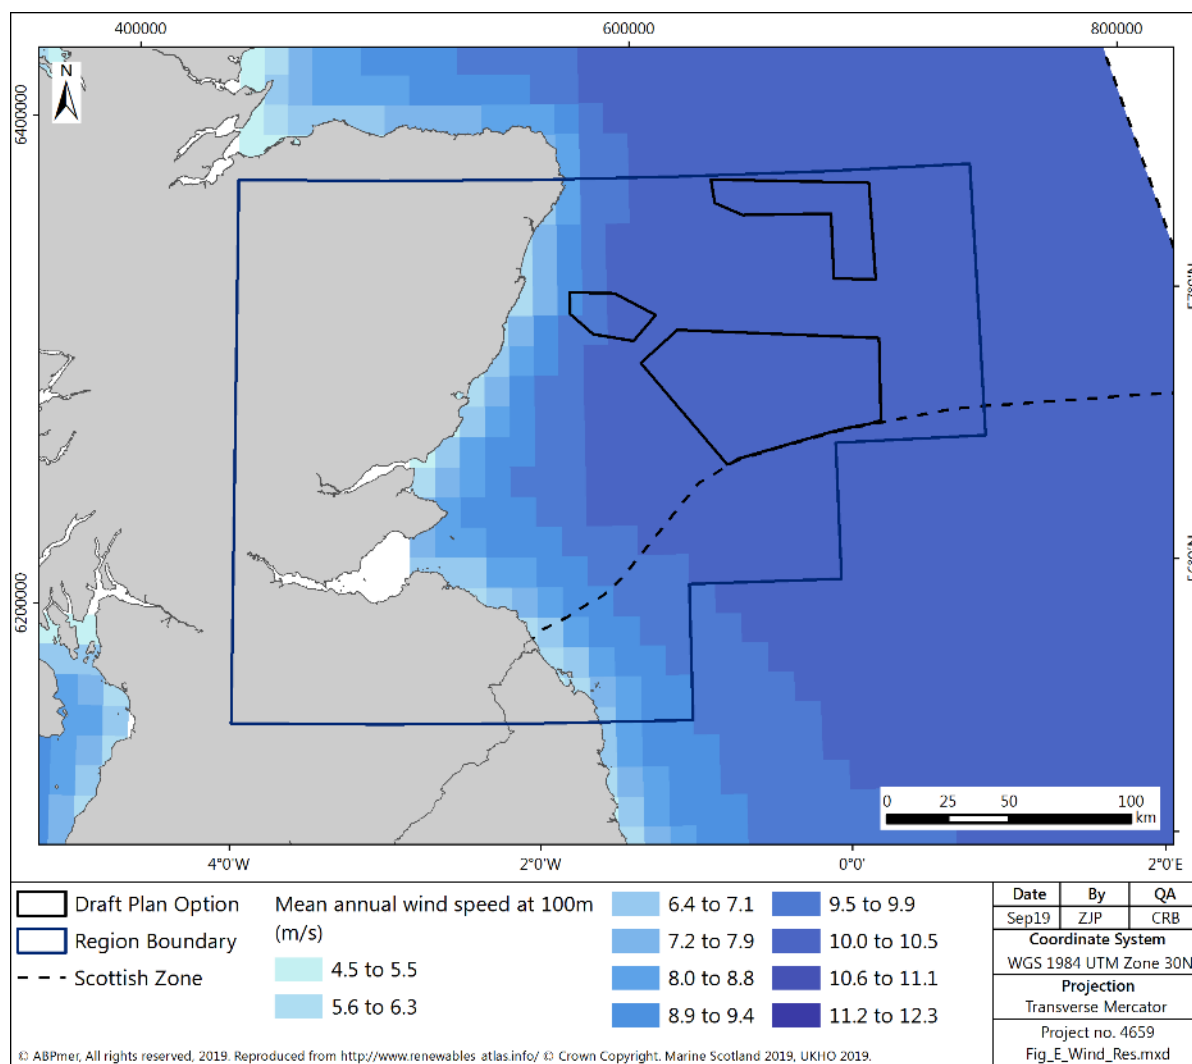 400000 600000 800000
N
6400000
6200000
0 25 50 100
km
4°0'W 2°0'W 0°0' 2°0'E
Draft Plan Option
Region Boundary
Scottish Zone
Mean annual wind speed at 100m
(m/s)
4.5 to 5.5
5.6 to 6.3
6.4 to 7.1
7.2 to 7.9
8.0 to 8.8
8.9 to 9.4
9.5 to 9.9
10.0 to 10.5
10.6 to 11.1
11.2 to 12.3
Date By QA
Sep19 ZJP CRB
Coordinate System
WGS 1984 UTM Zone 30N
Projection
Transverse Mercator
Project no. 4659
Fig_E_Wind_Res.mxd
© ABPmer, All rights reserved, 2019. Reproduced from http://www.renewables-atlas.info/ © Crown Copyright. Marine Scotland 2019, UKHO 2019.